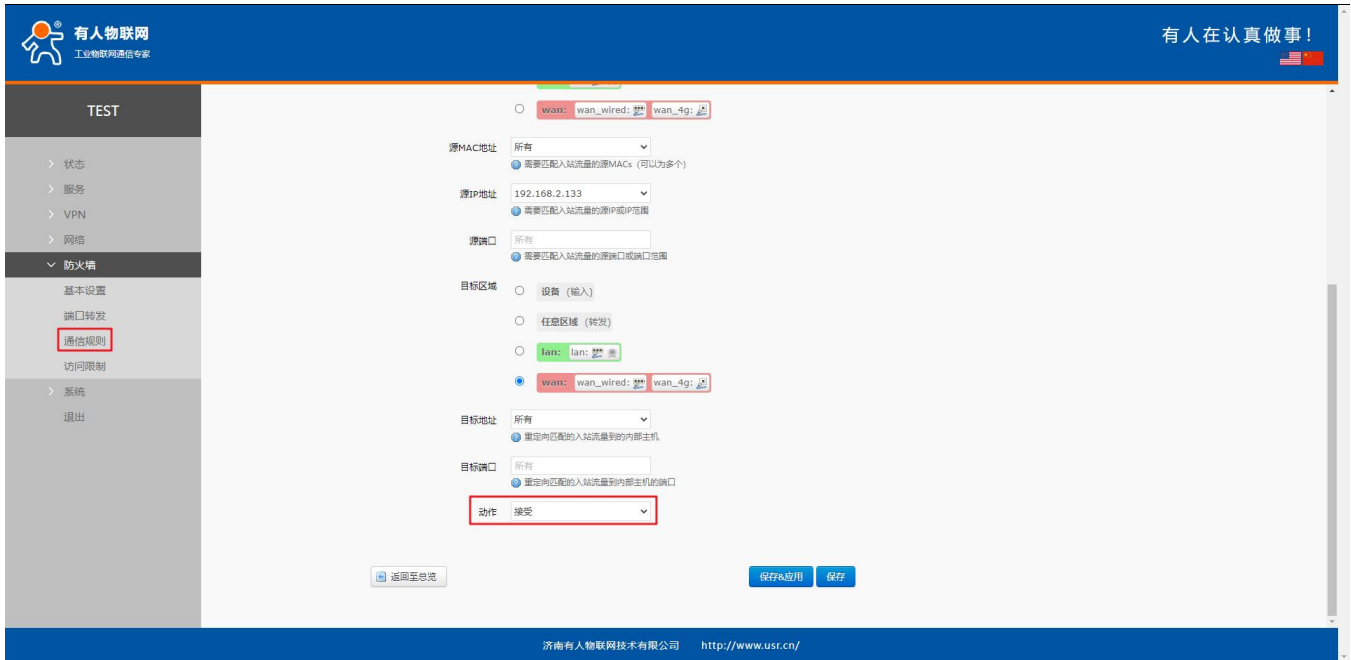 有人物联网
®
工业物联网通信专家
有人在认真做事！
TEST
状态
服务
VPN
网络
防火墙
基本设置
端口转发
通信规则
访问限制
系统
退出
wan: wan_wired: wan_4g:
源MAC地址 所有
需要匹配入站流量的源MACs（可以为多个）
源IP地址 192.168.2.133
需要匹配入站流量的源IP或IP范围
源端口 所有
需要匹配入站流量的源端口或端口范围
目标区域 设备（输入）
任意区域（转发）
lan: lan:
wan: wan_wired: wan_4g:
目标地址 所有
重定向匹配的入站流量到的内部主机
目标端口 所有
重定向匹配的入站流量到内部主机的端口
动作 接受
返回至总览
保存&应用 保存
济南有人物联网技术有限公司 http://www.usr.cn/